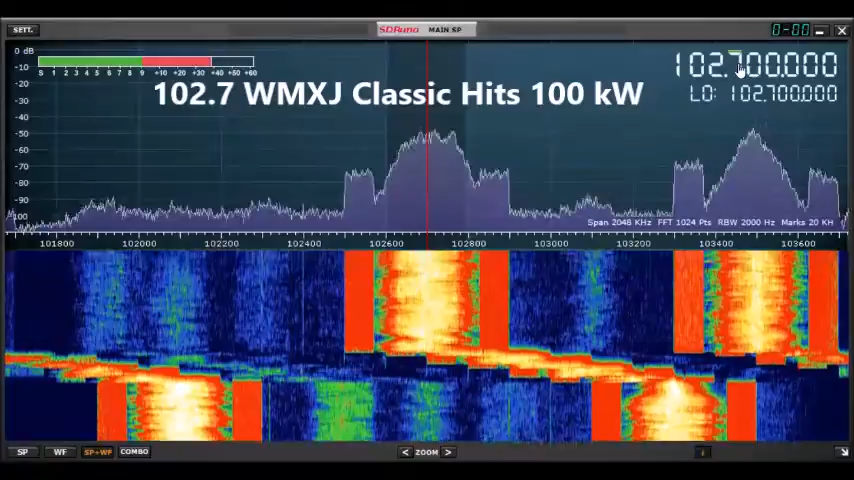 SETT.
SDRuno MAIN SP
0-00
0 dB
-10
-20
-30
-40
-50
-60
-70
-80
-90
-100
S 1 2 3 4 5 6 7 8 9 +10 +20 +30 +40 +50 +60
102.700.000
LO: 102.700.000
102.7 WMXJ Classic Hits 100 kW
Span 2048 KHz FFT 1024 Pts RBW 2000 Hz Marks 20 KH
101800 102000 102200 102400 102600 102800 103000 103200 103400 103600
SP WF SP+WF COMBO < ZOOM > i